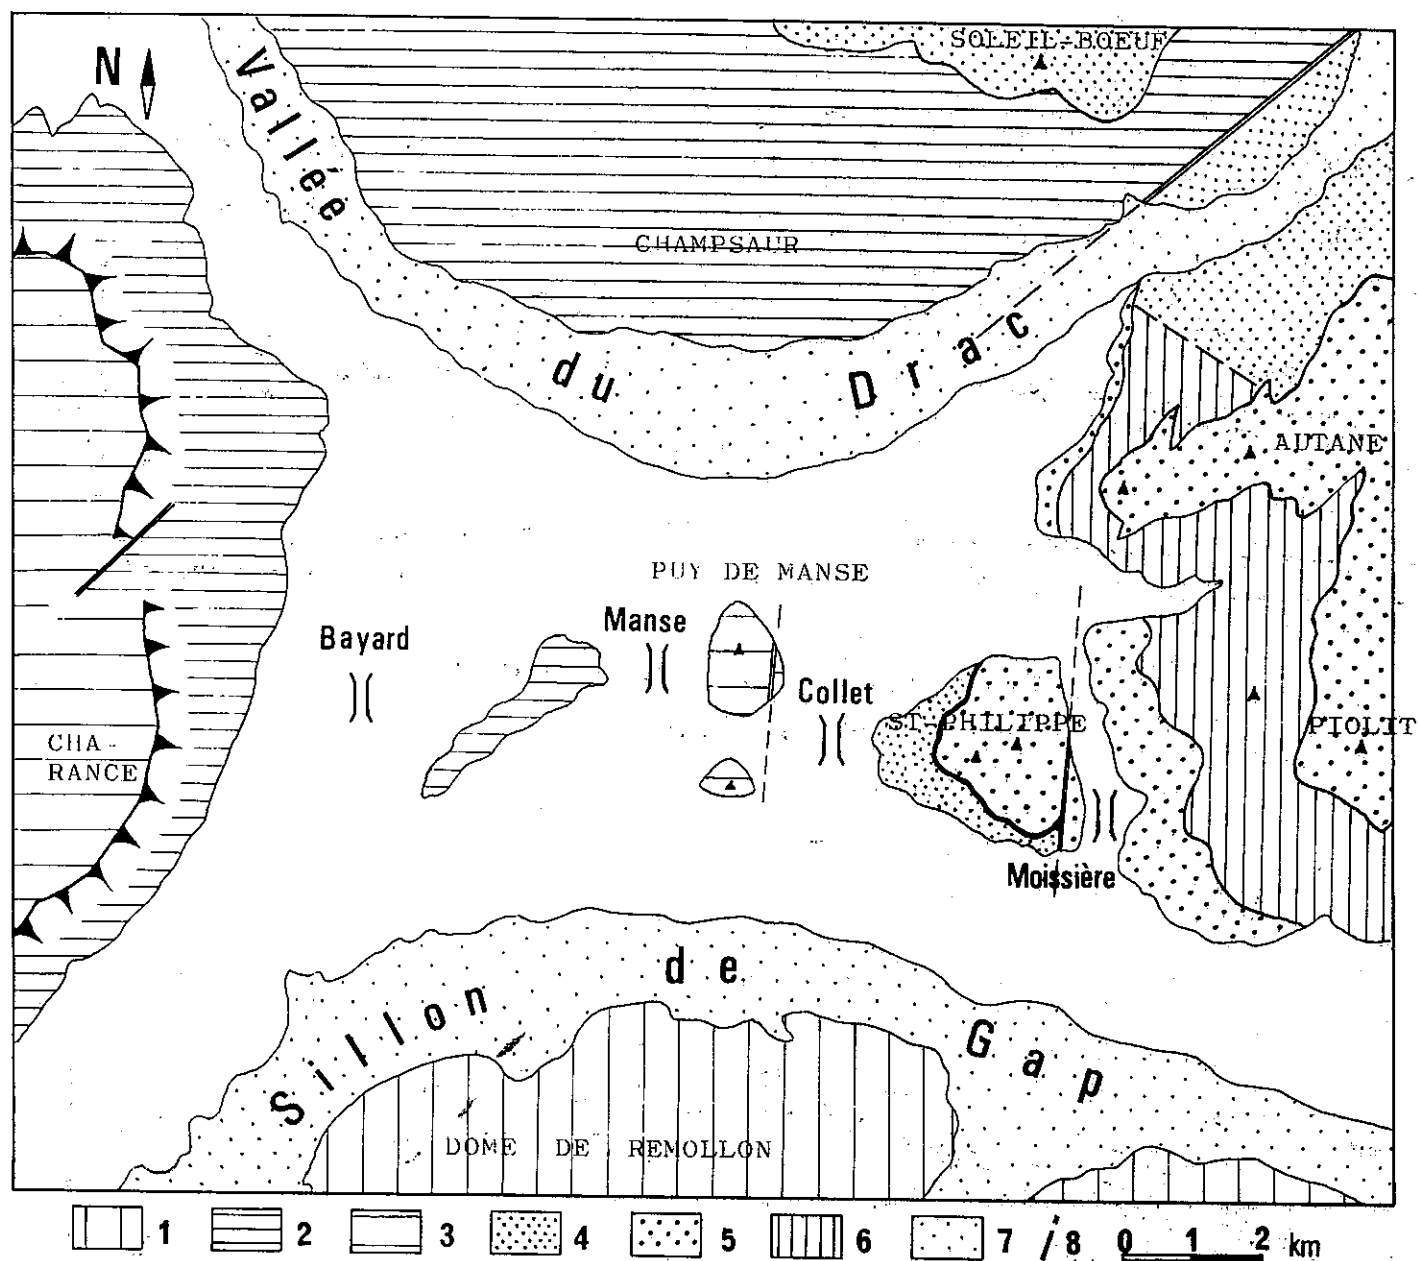 SOLEIL-BŒUF
N
Vallée
CHAMPSAUR
du Drac
AUTANE
PUY DE MANSE
Manse
Bayard
Collet
ST-PHILIPPE
PIOLIT
CHA-
RANCE
Moissière
Sillon de Gap
DOME DE REMOLLON
1 2 3 4 5 6 7 8 0 1 2 km